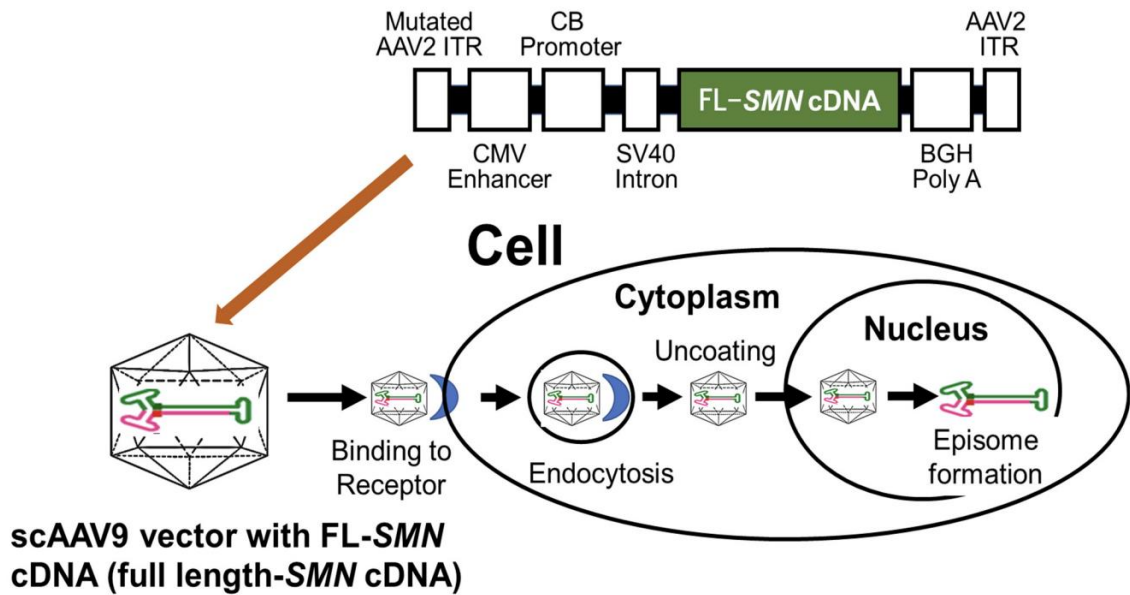 Mutated
AAV2 ITR
CB
Promoter
AAV2
ITR
FL-SMN cDNA
CMV
Enhancer
SV40
Intron
BGH
Poly A
Cell
Cytoplasm
Nucleus
Uncoating
Binding to
Receptor
Endocytosis
Episome
formation
scAAV9 vector with FL-SMN
cDNA (full length-SMN cDNA)